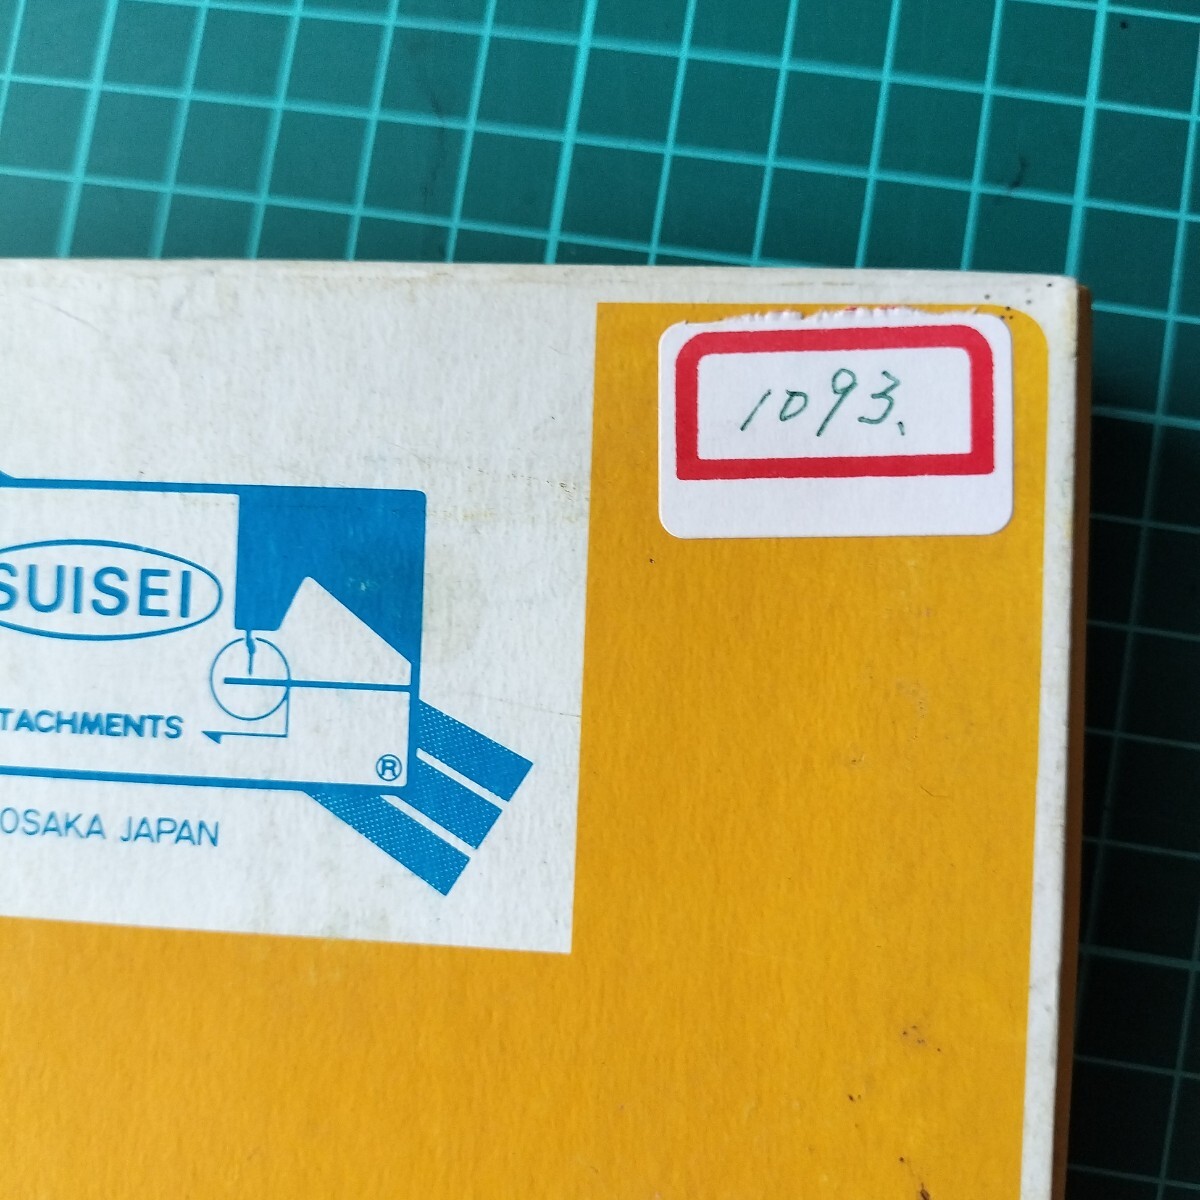 1093、
SUISEI
TACHMENTS
®
OSAKA JAPAN